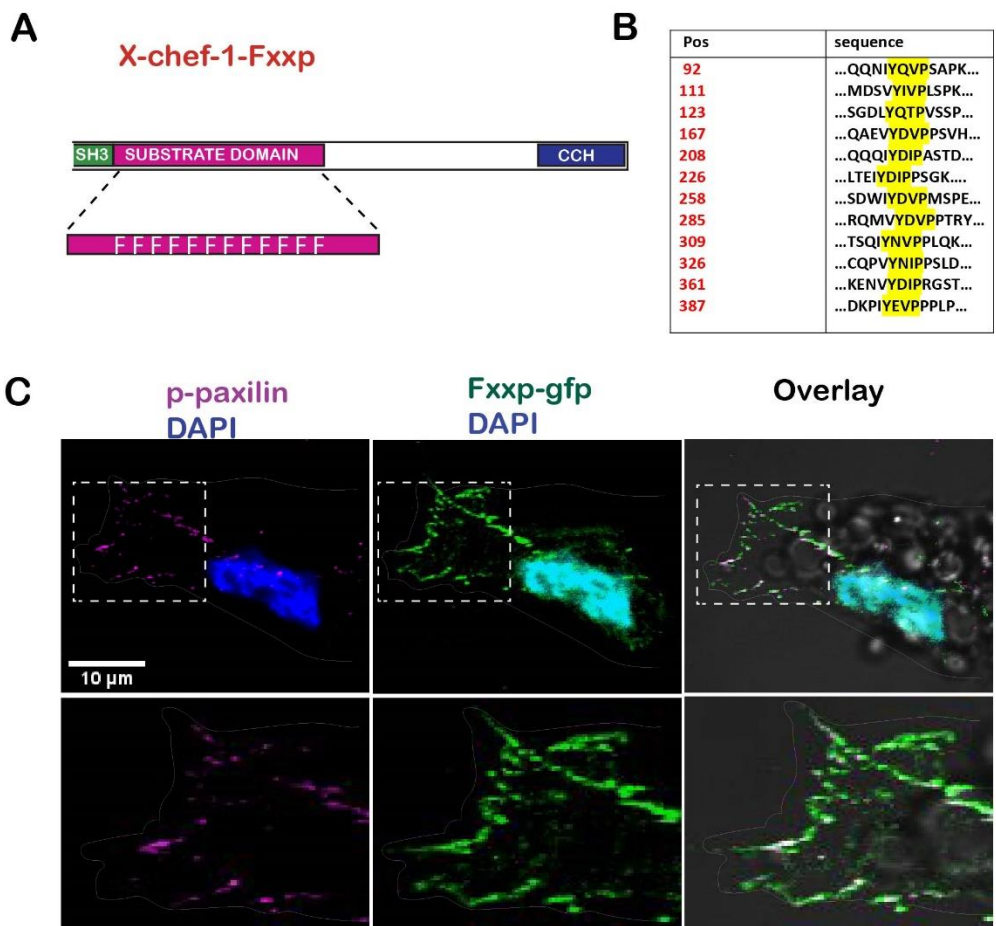 A
X-chef-1-Fxxp
SH3 SUBSTRATE DOMAIN CCH
F F F F F F F F F F F F
B
Pos sequence
92 ...QQNIYQVPSAPK...
111 ...MDSVYIVPLSPK...
123 ...SGDLYQTPVSSP...
167 ...QAEVYDVPPSVH...
208 ...QQQIYDIPASTD...
226 ...LTEIYDIPPSGK....
258 ...SDWIYDVPMSPE...
285 ...RQMVYDVPPTRY...
309 ...TSQIYNVPPLQK...
326 ...CQPVYNIPPSLD...
361 ...KENVYDIPRGST...
387 ...DKPIYEVPPPLP...
C
p-paxilin Fxxp-gfp Overlay
DAPI DAPI
10 µm